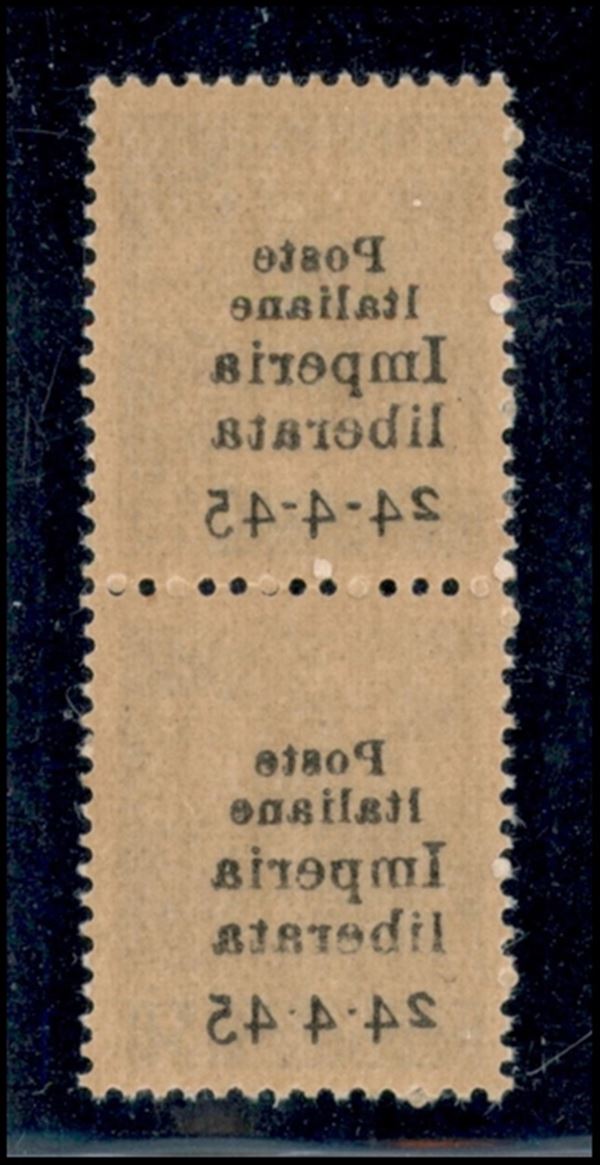 Poste
Italiane
Imperia
liberata
24-4-45
Poste
Italiane
Imperia
liberata
24·4·45